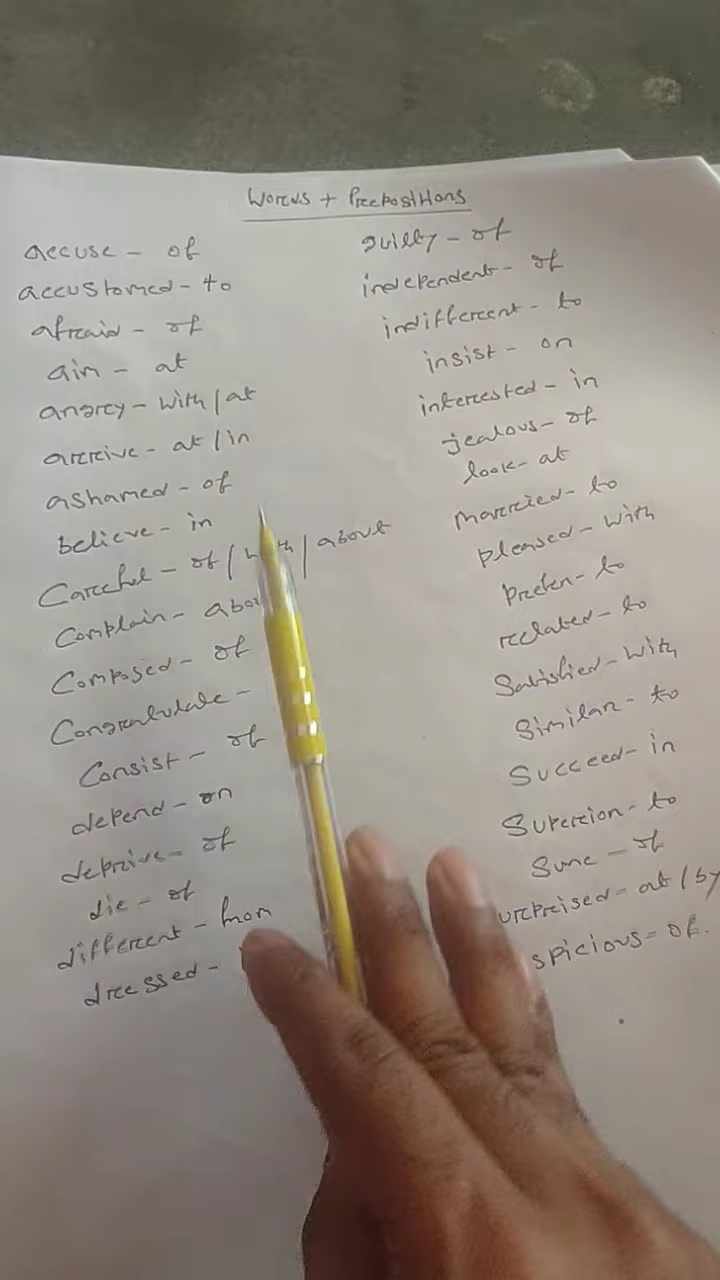 Words + Prepositions
accuse - of
accustomed - to
afraid - of
aim - at
angry - with / at
arrive - at / in
ashamed - of
believe - in
Careful - of / with / about
Complain - abou
Composed - of
Congratulate -
Consist - of
depend - on
deprive - of
die - of
different - from
dressed -
guilty - of
independent - of
indifferent - to
insist - on
interested - in
jealous - of
look - at
married - to
pleased - with
prefer - to
related - to
Satisfied - with
Similar - to
Succeed - in
Superior - to
Sure - of
urprised - at / by
spicious - of.